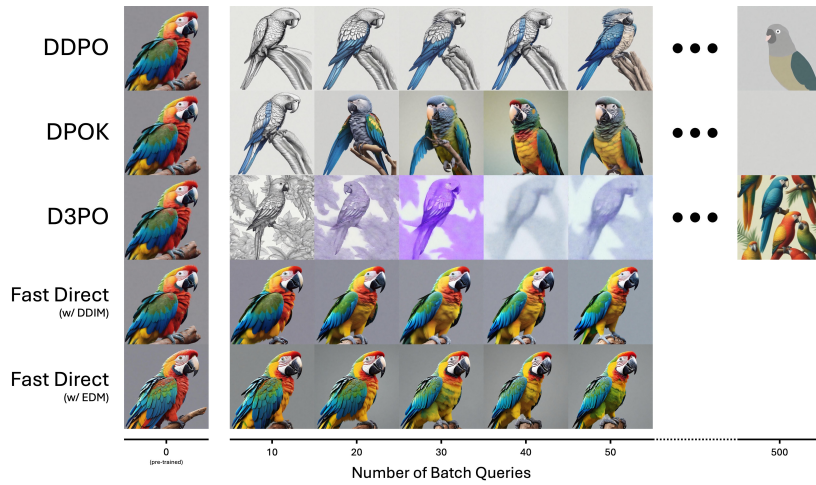 DDPO
DPOK
D3PO
Fast Direct
(w/ DDIM)
Fast Direct
(w/ EDM)
0
10
20
30
40
50
500
(pre-trained)
Number of Batch Queries